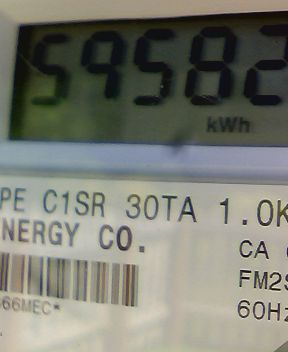 59582
kWh
PE C1SR 30TA 1.0K
NERGY CO.
CA
FM2S
66MEC*
60Hz